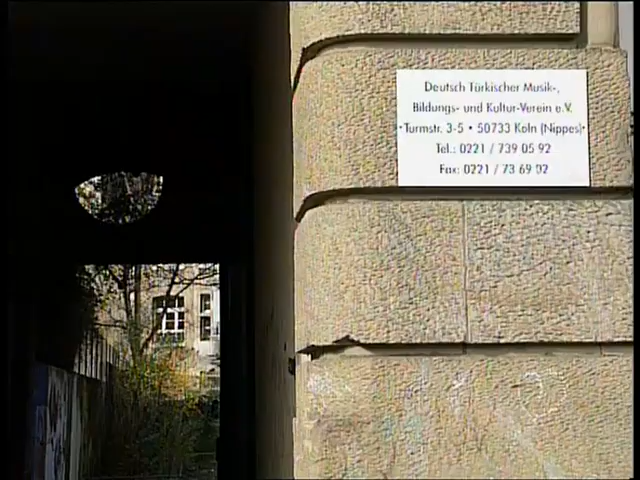 Deutsch Türkischer Musik-,
Bildungs- und Kultur-Verein e.V.
•Turmstr. 3-5 • 50733 Köln (Nippes)•
Tel.: 0221 / 739 05 92
Fax: 0221 / 73 69 02